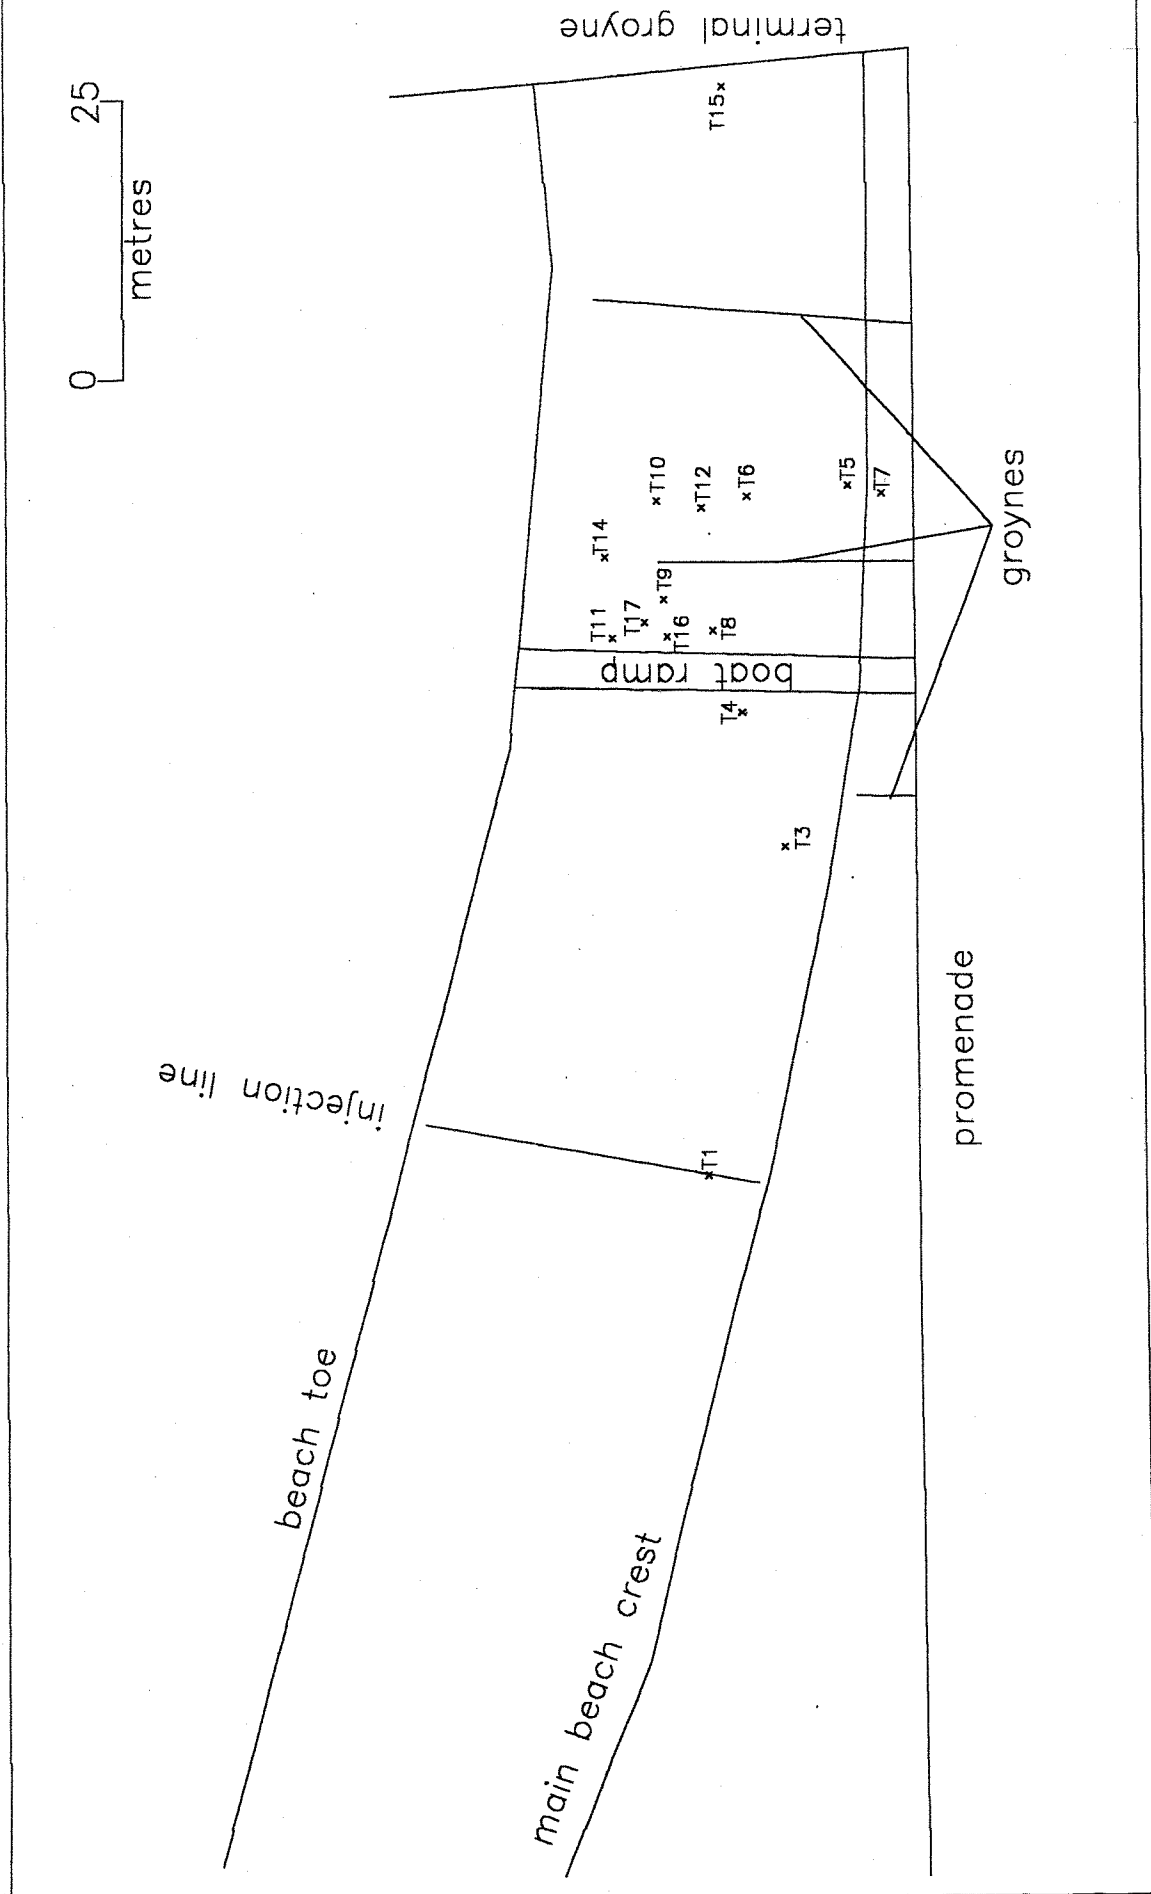 terminal groyne
0 25
metres
T15
T10
T12
T6
T5
T7
T14
T9
T11
T17
T16
T8
boat ramp
T4
T3
groynes
injection line
T1
promenade
beach toe
main beach crest